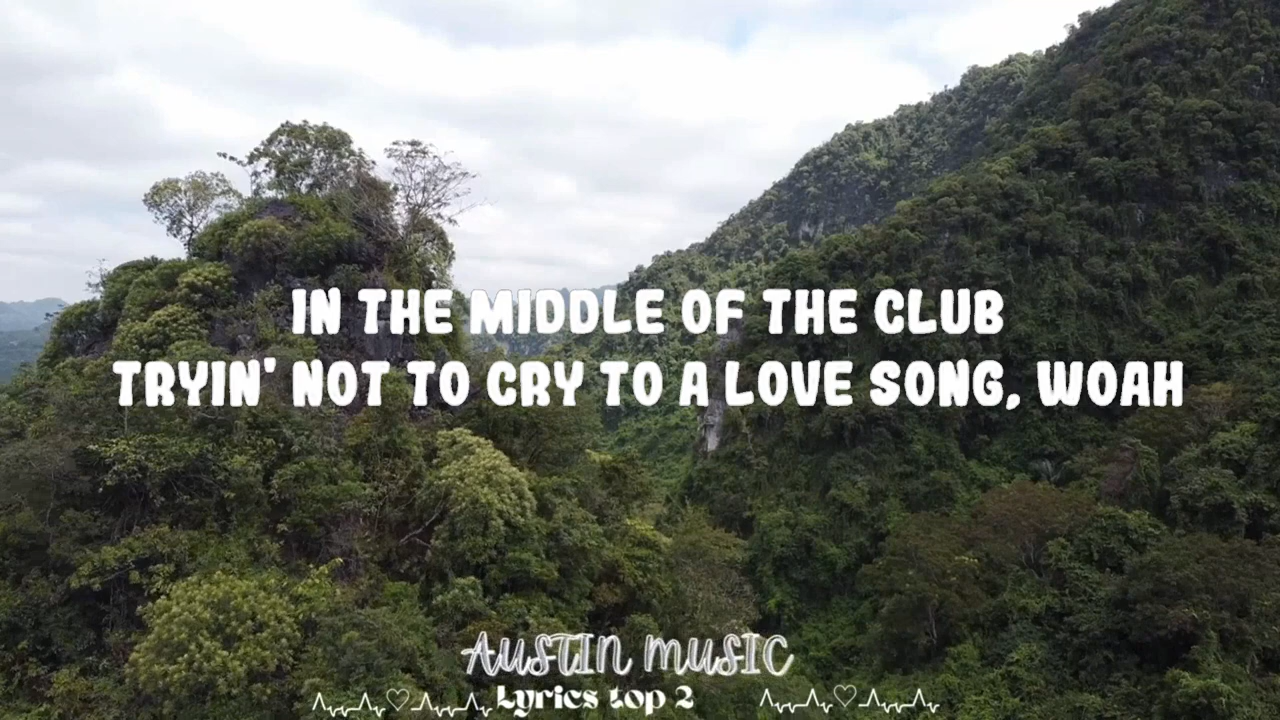 IN THE MIDDLE OF THE CLUB
TRYIN' NOT TO CRY TO A LOVE SONG, WOAH
AUSTIN MUSIC
Lyrics top 2